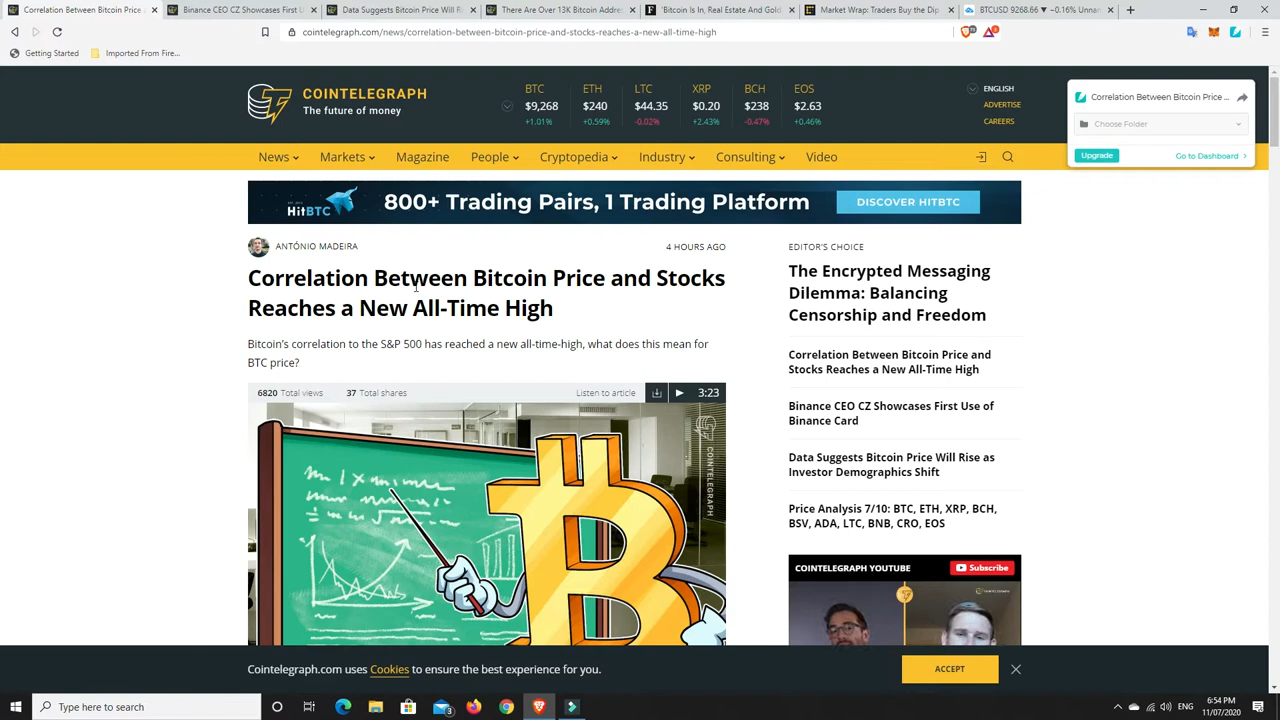 Correlation Between Bitcoin Price
Binance CEO CZ Showcases First U
Data Suggests Bitcoin Price Will Ri
There Are Over 13K Bitcoin Addre
'Bitcoin Is In, Real Estate And Gold
Market Wrap: Traders Buy the Dip
BTCUSD 9268.66 ▼ −0.16% Unna
cointelegraph.com/news/correlation-between-bitcoin-price-and-stocks-reaches-a-new-all-time-high
Getting Started
Imported From Fire...
COINTELEGRAPH
The future of money
BTC ETH LTC XRP BCH EOS
$9,268 $240 $44.35 $0.20 $238 $2.63
+1.01% +0.59% -0.02% +2.43% -0.47% +0.46%
ENGLISH
ADVERTISE
CAREERS
Correlation Between Bitcoin Price ...
Choose Folder
Upgrade
Go to Dashboard
News Markets Magazine People Cryptopedia Industry Consulting Video
HitBTC
800+ Trading Pairs, 1 Trading Platform
DISCOVER HITBTC
ANTÓNIO MADEIRA
4 HOURS AGO
Correlation Between Bitcoin Price and Stocks
Reaches a New All-Time High
Bitcoin's correlation to the S&P 500 has reached a new all-time-high, what does this mean for
BTC price?
6820 Total views 37 Total shares Listen to article 3:23
COINTELEGRAPH
EDITOR'S CHOICE
The Encrypted Messaging
Dilemma: Balancing
Censorship and Freedom
Correlation Between Bitcoin Price and
Stocks Reaches a New All-Time High
Binance CEO CZ Showcases First Use of
Binance Card
Data Suggests Bitcoin Price Will Rise as
Investor Demographics Shift
Price Analysis 7/10: BTC, ETH, XRP, BCH,
BSV, ADA, LTC, BNB, CRO, EOS
COINTELEGRAPH YOUTUBE
Subscribe
Cointelegraph.com uses Cookies to ensure the best experience for you.
ACCEPT
Type here to search
ENG
6:54 PM
11/07/2020